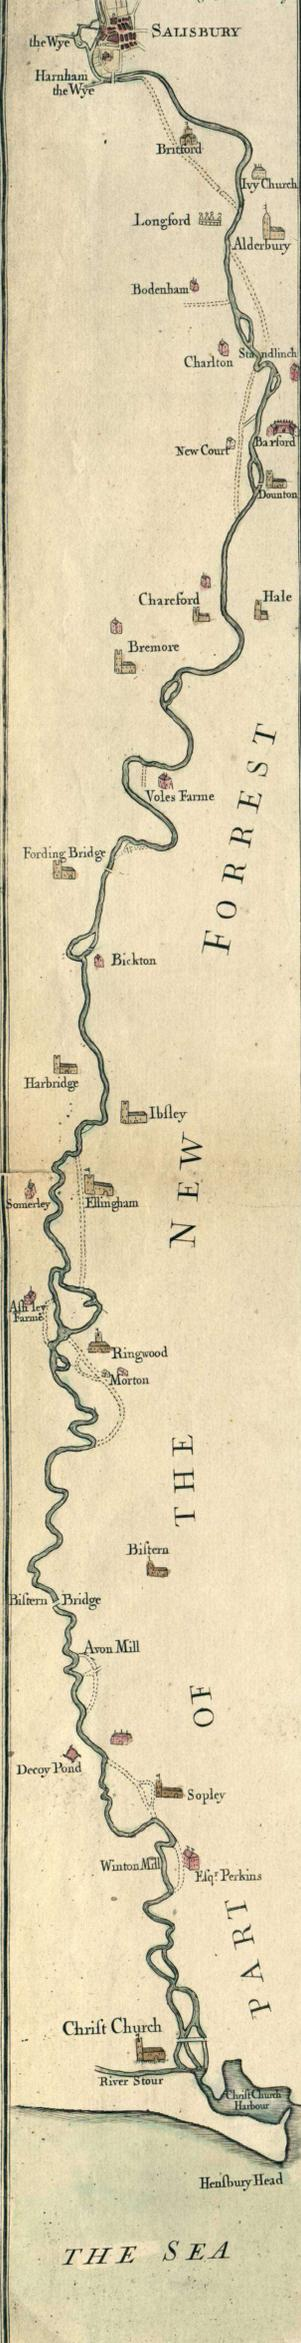 SALISBURY
the Wye
Harnham
the Wye
Britford
Ivy Church
Longford
Alderbury
Bodenham
Standlinch
Charlton
Barford
New Court
Dounton
Hale
Chareford
Bremore
Voles Farme
FORREST
Fording Bridge
Bickton
Harbridge
Ibſley
NEW
Somerley
Ellingham
Aſhley
Farme
Ringwood
Morton
THE
Biſtern
Biſtern Bridge
Avon Mill
OF
Decoy Pond
Sopley
Winton Mill
Eſqr. Perkins
PART
Chriſt Church
River Stour
Chriſt Church
Harbour
Henſbury Head
THE SEA